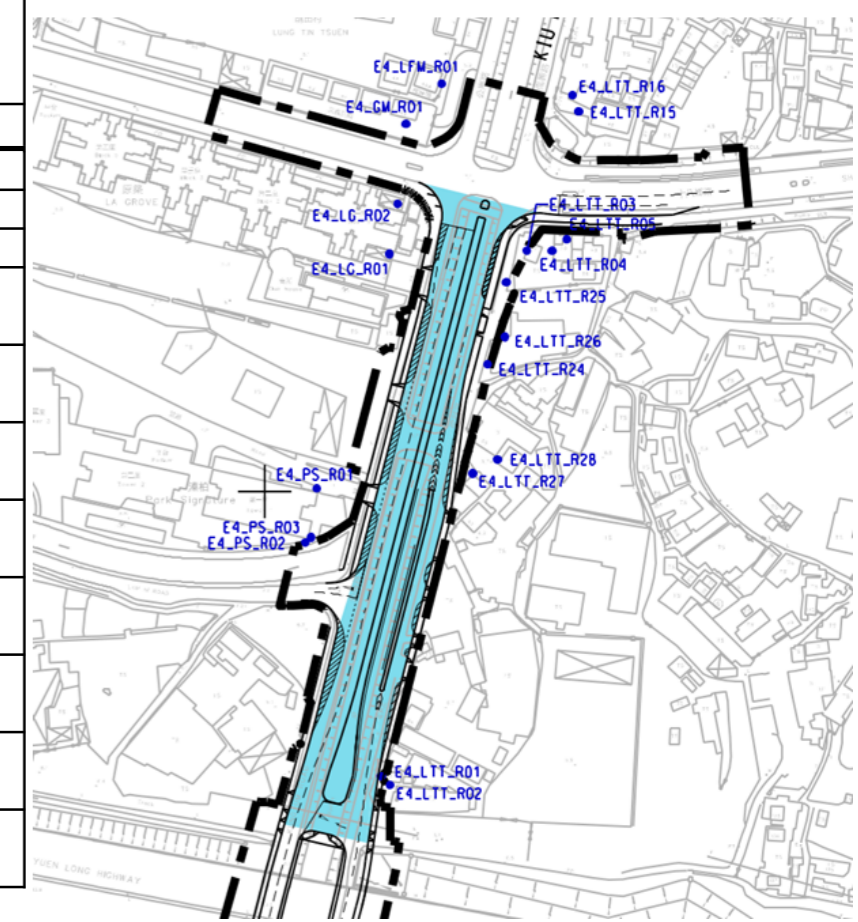 LUNG TIN TSUEN
KIU
E4_LFM_R01
E4_LTT_R16
E4_GM_R01
E4_LTT_R15
LA GROVE
E4_LG_R02
E4_LTT_R03
E4_LTT_R05
E4_LG_R01
E4_LTT_R04
E4_LTT_R25
E4_LTT_R26
E4_LTT_R24
E4_LTT_R28
E4_PS_R01
E4_LTT_R27
Park Signature
E4_PS_R03
E4_PS_R02
E4_LTT_R01
E4_LTT_R02
YUEN LONG HIGHWAY